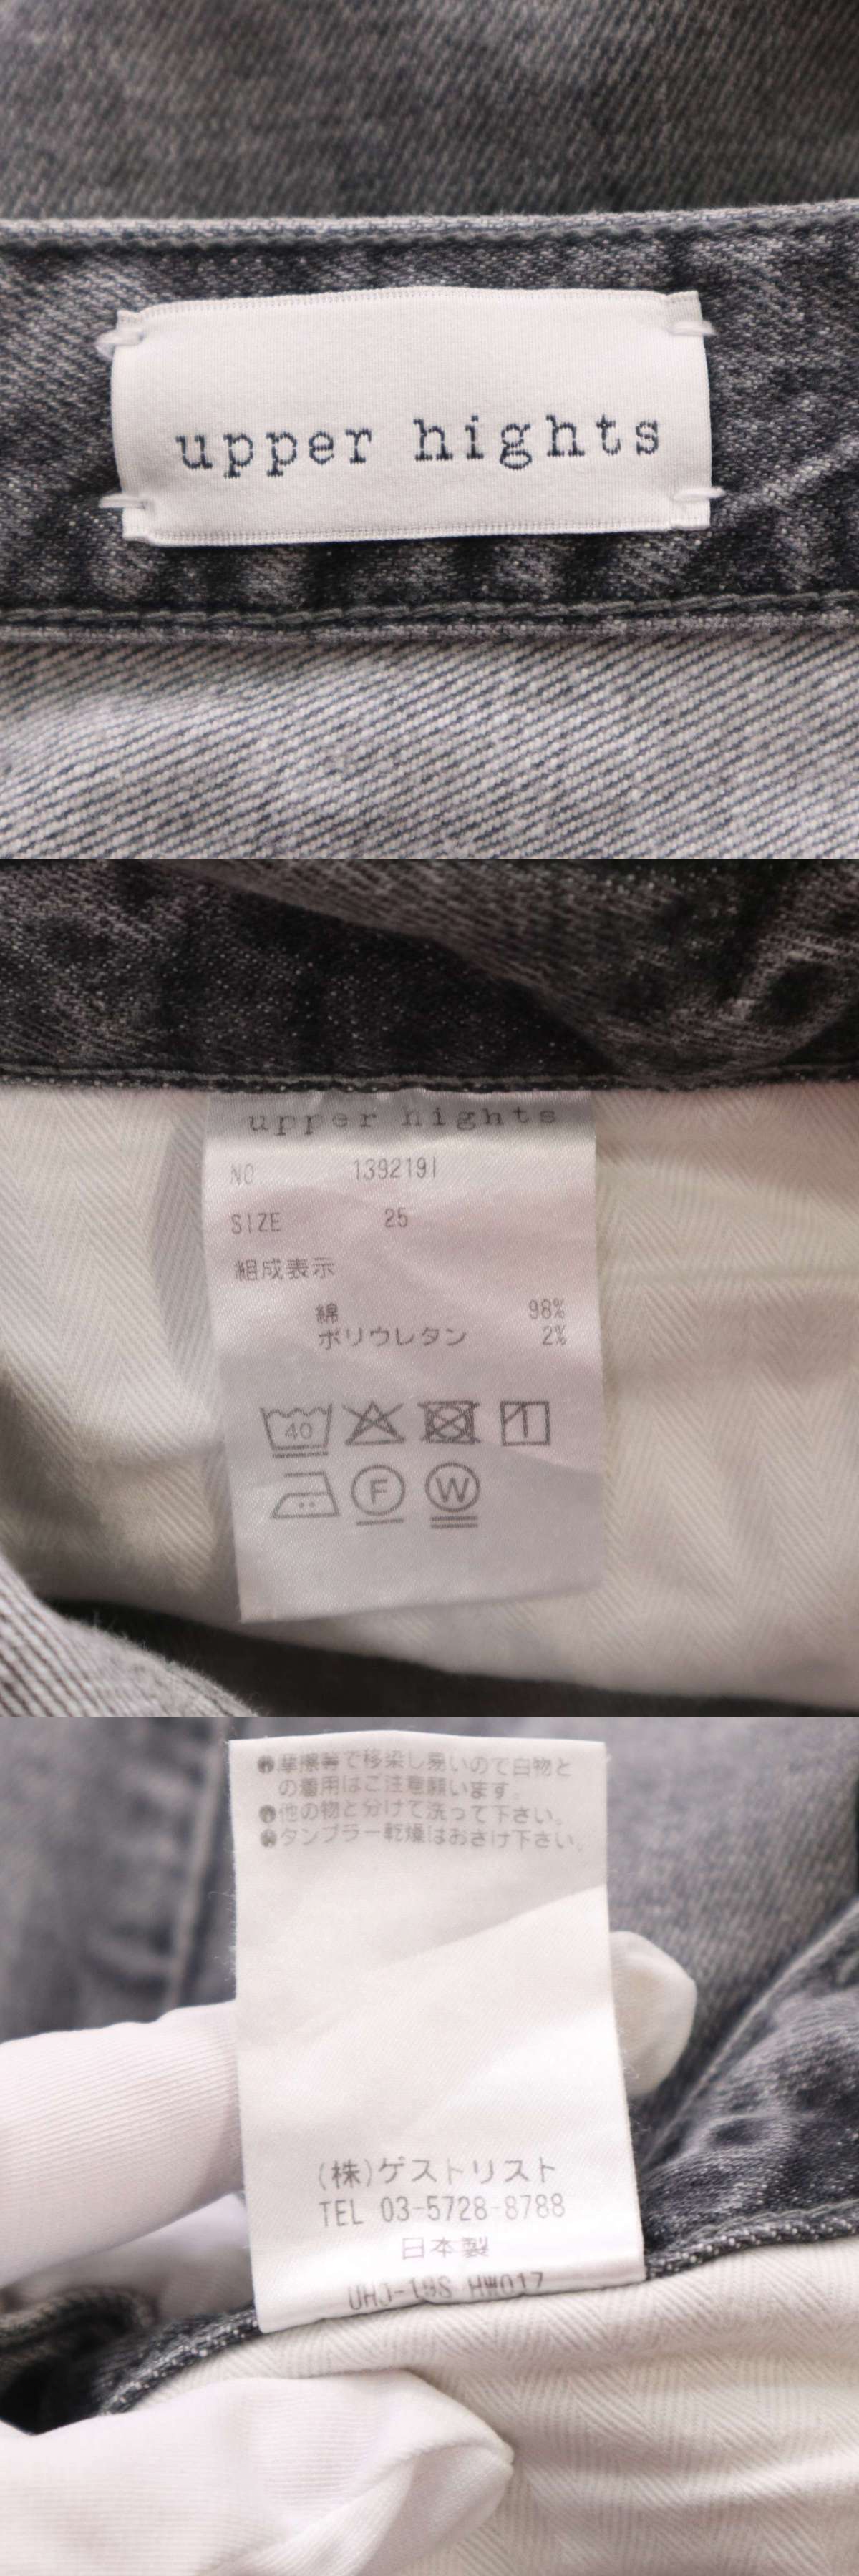 upper hights
upper hights
NO 1392191
SIZE 25
組成表示
綿 98%
ポリウレタン 2%
40
F W
摩擦等で移染し易いので白物と
の着用はご注意願います。
他の物と分けて洗って下さい。
タンブラー乾燥はおさけ下さい。
(株)ゲストリスト
TEL 03-5728-8788
日本製
UHJ-19S HW017